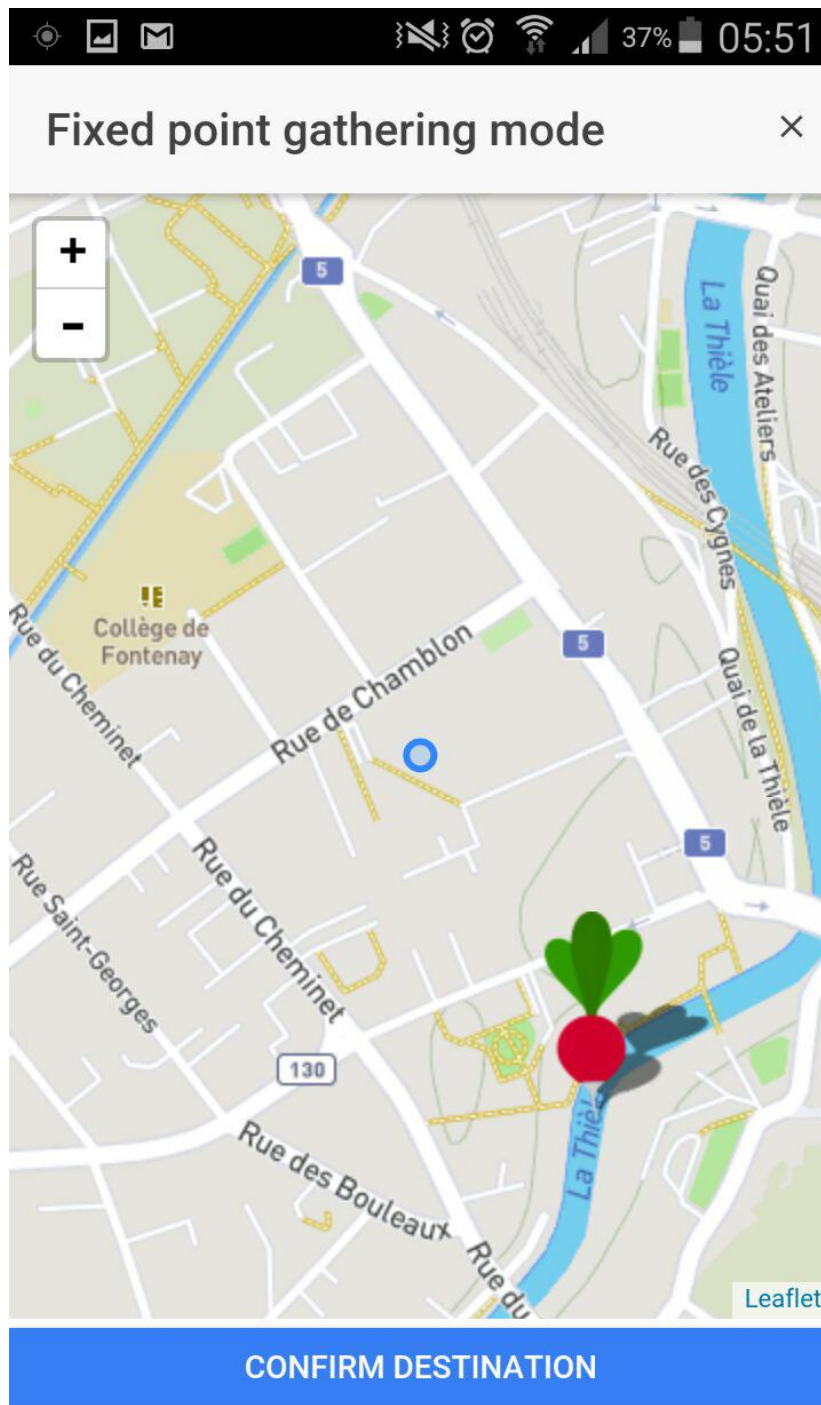 37% 05:51
Fixed point gathering mode ×
+
-
5
La Thièle
Quai des Ateliers
Rue des Cygnes
Collège de
Fontenay
Rue du Cheminet
Rue de Chamblon
5
Quai de la Thièle
5
Rue du Cheminet
Rue Saint-Georges
130
La Thièl
Rue des Bouleaux
Rue du
Leaflet
CONFIRM DESTINATION